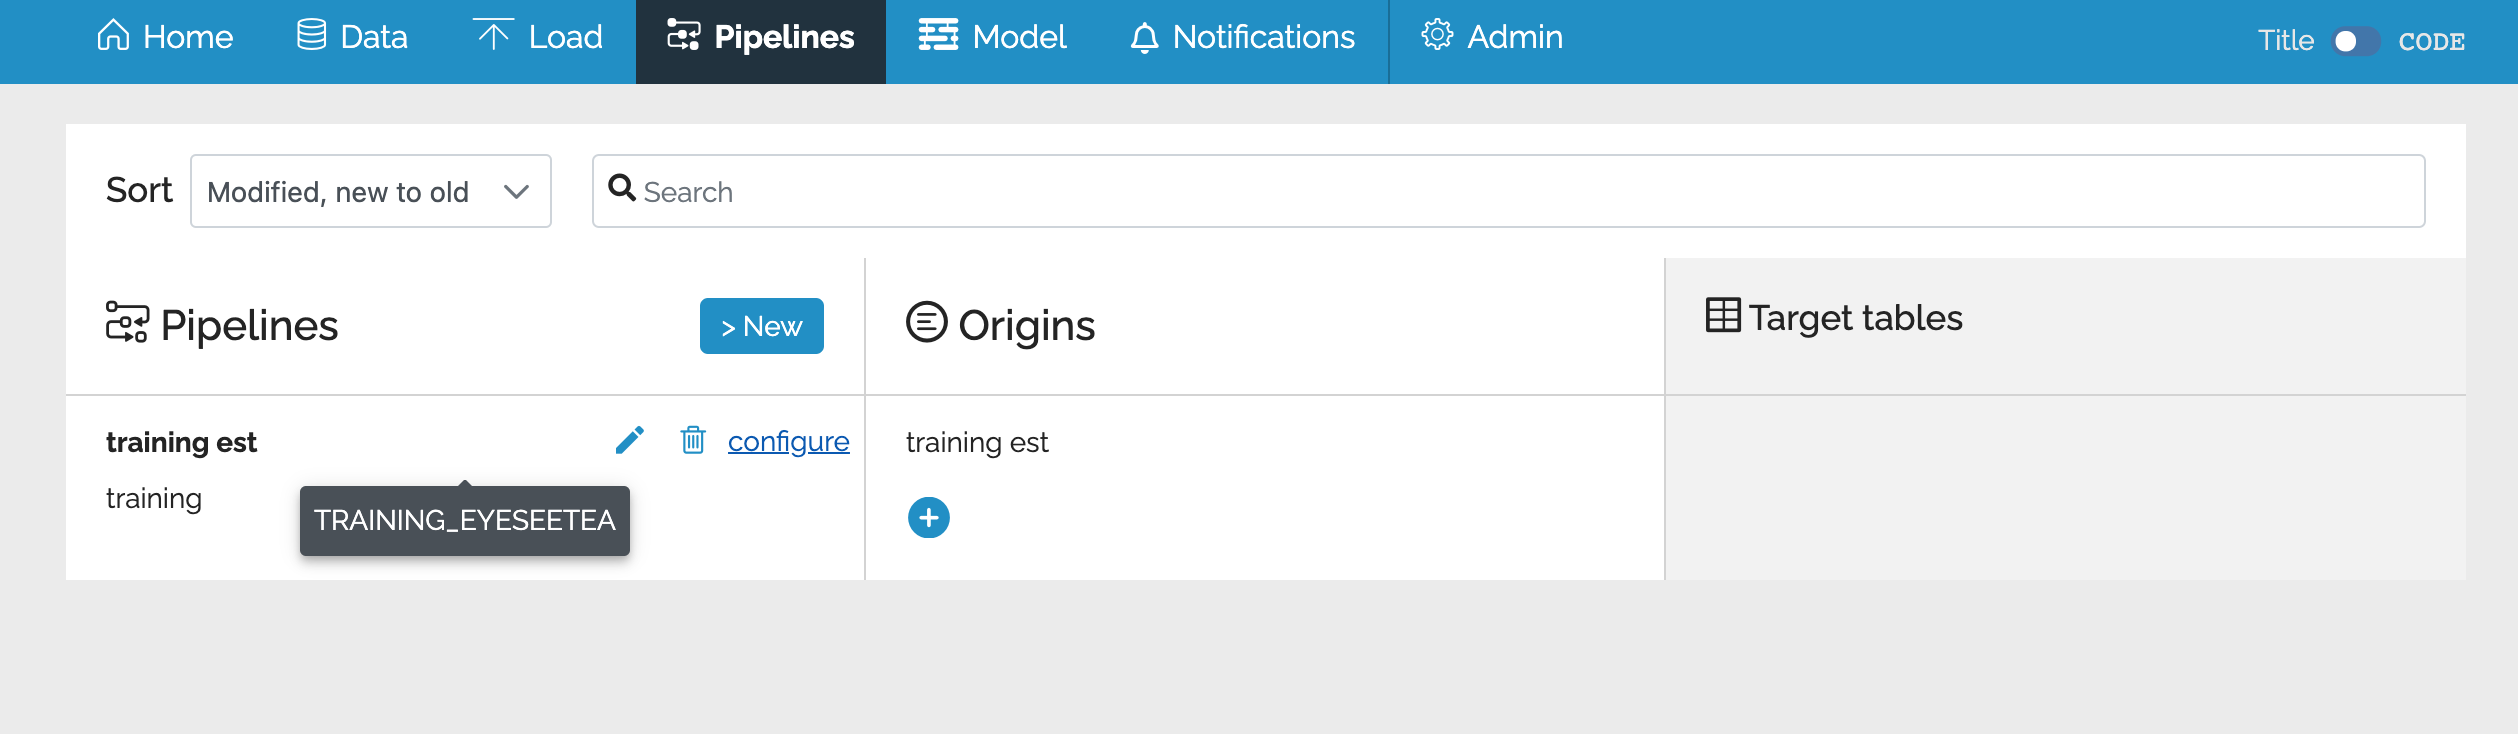 Home
Data
Load
Pipelines
Model
Notifications
Admin
Title
CODE
Sort
Modified, new to old
Search
Pipelines
> New
Origins
Target tables
training est
configure
training est
training
TRAINING_EYESEETEA